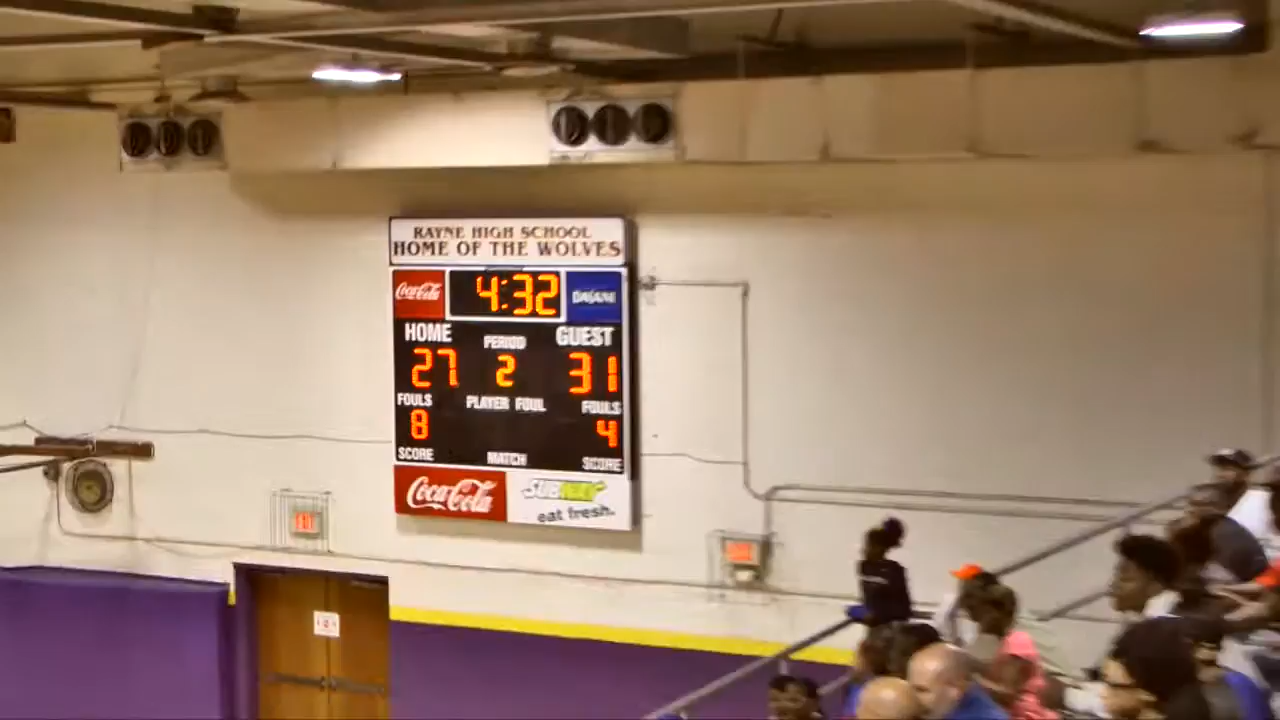 RAYNE HIGH SCHOOL
HOME OF THE WOLVES
Coca-Cola 4:32 DASANI
HOME PERIOD GUEST
27 2 31
FOULS PLAYER FOUL FOULS
8 4
SCORE MATCH SCORE
Coca-Cola SUBWAY
eat fresh.
EXIT